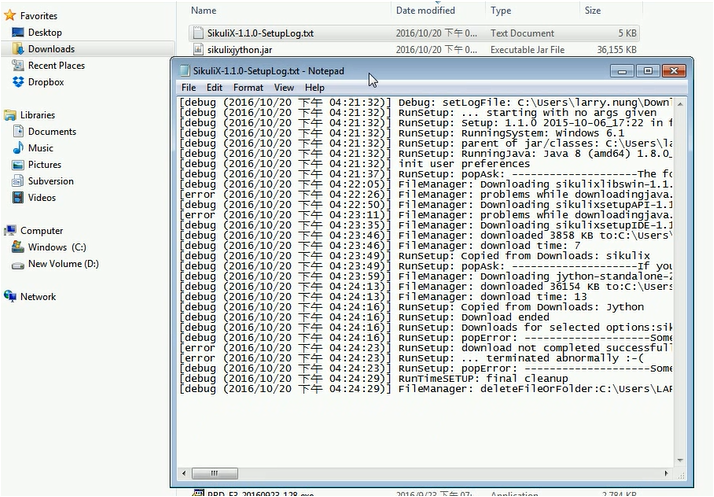 Favorites
Desktop
Downloads
Recent Places
Dropbox
Libraries
Documents
Music
Pictures
Subversion
Videos
Computer
Windows (C:)
New Volume (D:)
Network
Name Date modified Type Size
SikuliX-1.1.0-SetupLog.txt 2016/10/20 下午 0... Text Document 5 KB
sikulixjython.jar 2016/10/20 下午 0... Executable Jar File 36,155 KB
SikuliX-1.1.0-SetupLog.txt - Notepad
File Edit Format View Help
[debug (2016/10/20 下午 04:21:32)] Debug: setLogFile: C:\Users\larry.nung\Downl
[debug (2016/10/20 下午 04:21:32)] RunSetup: ... starting with no args given
[debug (2016/10/20 下午 04:21:32)] RunSetup: Setup: 1.1.0 2015-10-06_17:22 in f
[debug (2016/10/20 下午 04:21:32)] RunSetup: RunningSystem: Windows 6.1
[debug (2016/10/20 下午 04:21:32)] RunSetup: parent of jar/classes: C:\Users\la
[debug (2016/10/20 下午 04:21:32)] RunSetup: RunningJava: Java 8 (amd64) 1.8.0_
[debug (2016/10/20 下午 04:21:32)] init user preferences
[debug (2016/10/20 下午 04:21:37)] RunSetup: popAsk: --------------------The fo
[debug (2016/10/20 下午 04:22:05)] FileManager: Downloading sikulixlibswin-1.1.
[error (2016/10/20 下午 04:22:26)] FileManager: problems while downloadingjava.
[debug (2016/10/20 下午 04:22:50)] FileManager: Downloading sikulixsetupAPI-1.1
[error (2016/10/20 下午 04:23:11)] FileManager: problems while downloadingjava.
[debug (2016/10/20 下午 04:23:35)] FileManager: Downloading sikulixsetupIDE-1.1
[debug (2016/10/20 下午 04:23:46)] FileManager: downloaded 3858 KB to:C:\Users\
[debug (2016/10/20 下午 04:23:46)] FileManager: download time: 7
[debug (2016/10/20 下午 04:23:49)] RunSetup: Copied from Downloads: sikulix
[debug (2016/10/20 下午 04:23:49)] RunSetup: popAsk: --------------------If you
[debug (2016/10/20 下午 04:23:59)] FileManager: Downloading jython-standalone-2
[debug (2016/10/20 下午 04:24:13)] FileManager: downloaded 36154 KB to:C:\Users
[debug (2016/10/20 下午 04:24:13)] FileManager: download time: 13
[debug (2016/10/20 下午 04:24:16)] RunSetup: Copied from Downloads: Jython
[debug (2016/10/20 下午 04:24:16)] RunSetup: Download ended
[debug (2016/10/20 下午 04:24:16)] RunSetup: Downloads for selected options:sik
[debug (2016/10/20 下午 04:24:16)] RunSetup: popError: --------------------Some
[error (2016/10/20 下午 04:24:23)] RunSetup: download not completed successfull
[error (2016/10/20 下午 04:24:23)] RunSetup: ... terminated abnormally :-(
[debug (2016/10/20 下午 04:24:23)] RunSetup: popError: --------------------Some
[debug (2016/10/20 下午 04:24:29)] RunTimeSETUP: final cleanup
[debug (2016/10/20 下午 04:24:29)] FileManager: deleteFileOrFolder:C:\Users\LAR